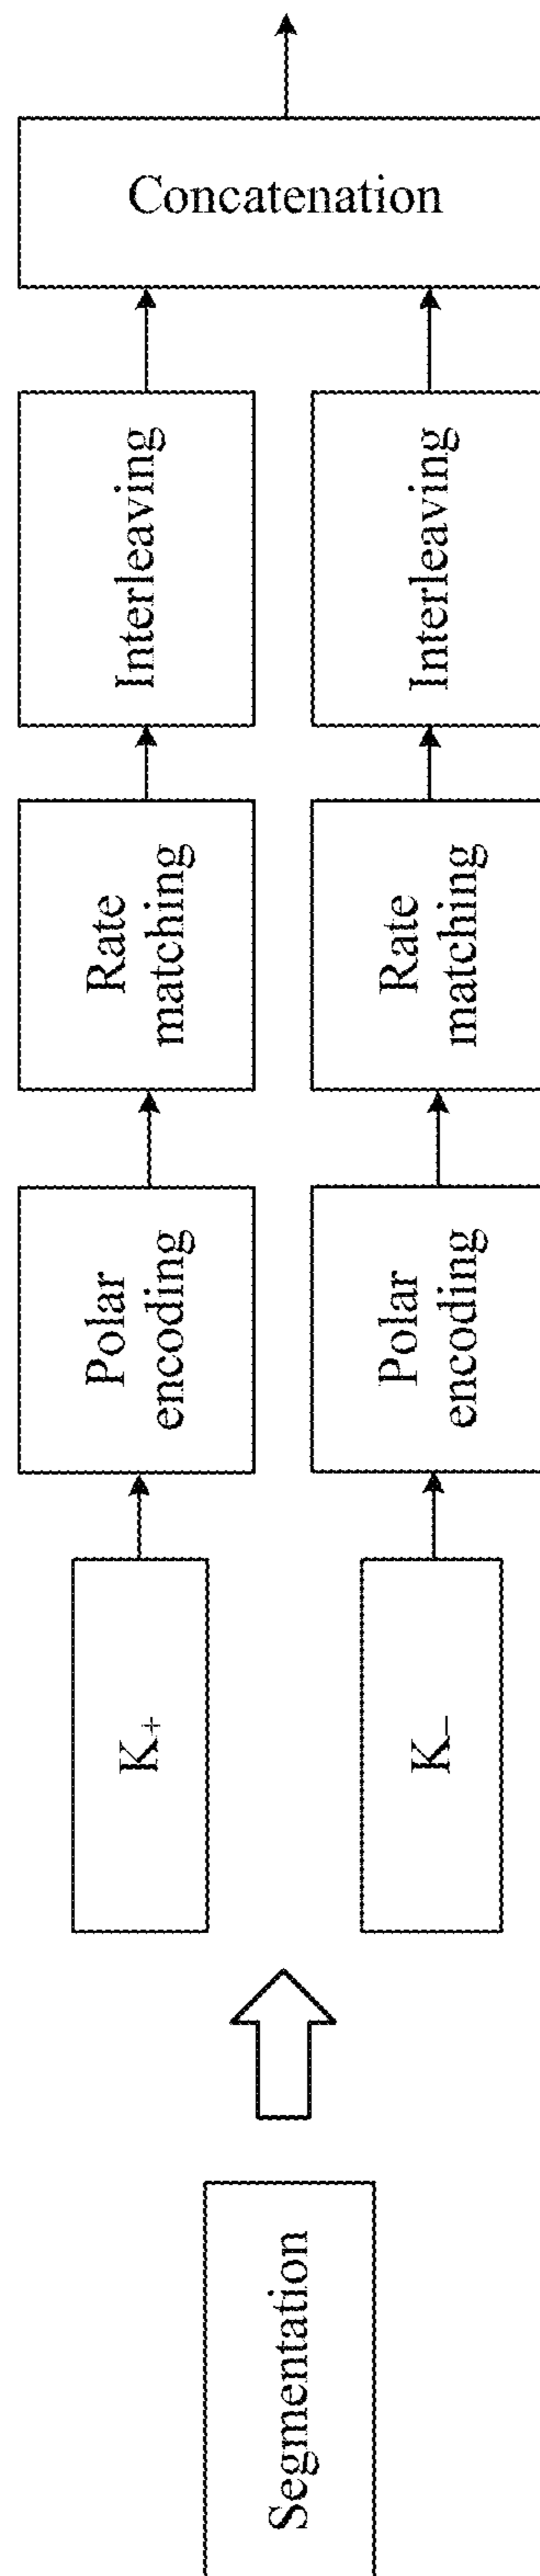 Segmentation
K+
K−
Polar
encoding
Polar
encoding
Rate
matching
Rate
matching
Interleaving
Interleaving
Concatenation